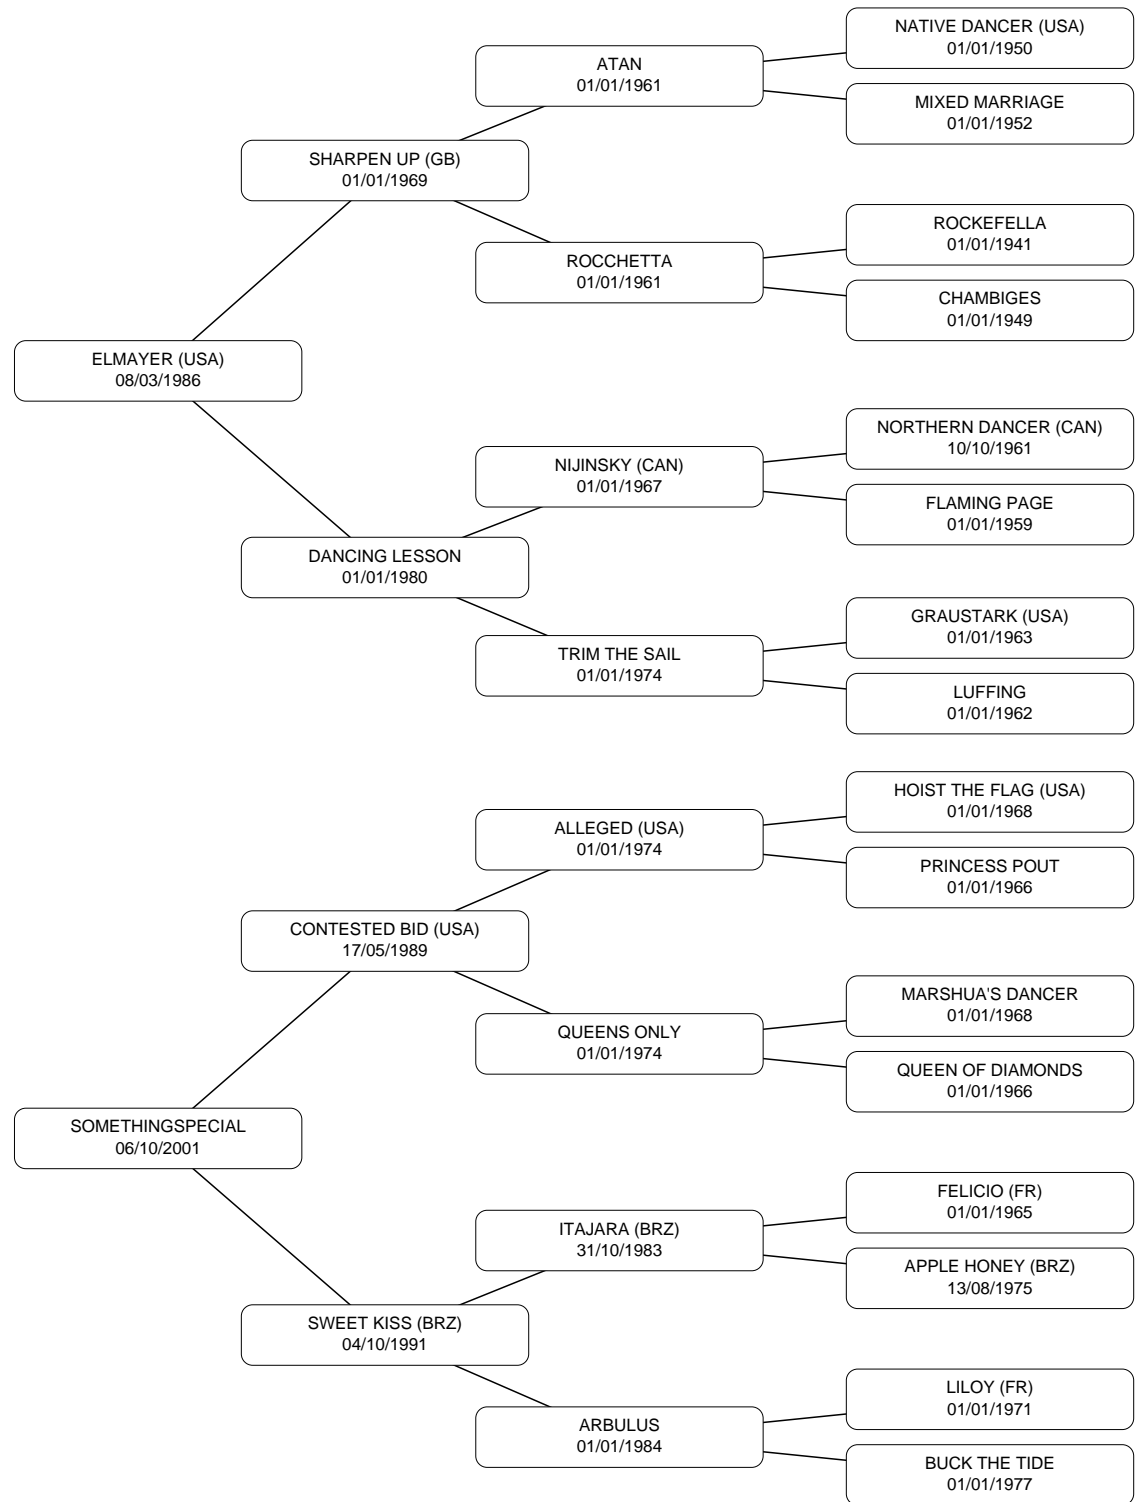 NATIVE DANCER (USA)
01/01/1950
ATAN
01/01/1961
MIXED MARRIAGE
01/01/1952
SHARPEN UP (GB)
01/01/1969
ROCKEFELLA
01/01/1941
ROCCHETTA
01/01/1961
CHAMBIGES
01/01/1949
ELMAYER (USA)
08/03/1986
NORTHERN DANCER (CAN)
10/10/1961
NIJINSKY (CAN)
01/01/1967
FLAMING PAGE
01/01/1959
DANCING LESSON
01/01/1980
GRAUSTARK (USA)
01/01/1963
TRIM THE SAIL
01/01/1974
LUFFING
01/01/1962
HOIST THE FLAG (USA)
01/01/1968
ALLEGED (USA)
01/01/1974
PRINCESS POUT
01/01/1966
CONTESTED BID (USA)
17/05/1989
MARSHUA'S DANCER
01/01/1968
QUEENS ONLY
01/01/1974
QUEEN OF DIAMONDS
01/01/1966
SOMETHINGSPECIAL
06/10/2001
FELICIO (FR)
01/01/1965
ITAJARA (BRZ)
31/10/1983
APPLE HONEY (BRZ)
13/08/1975
SWEET KISS (BRZ)
04/10/1991
LILOY (FR)
01/01/1971
ARBULUS
01/01/1984
BUCK THE TIDE
01/01/1977